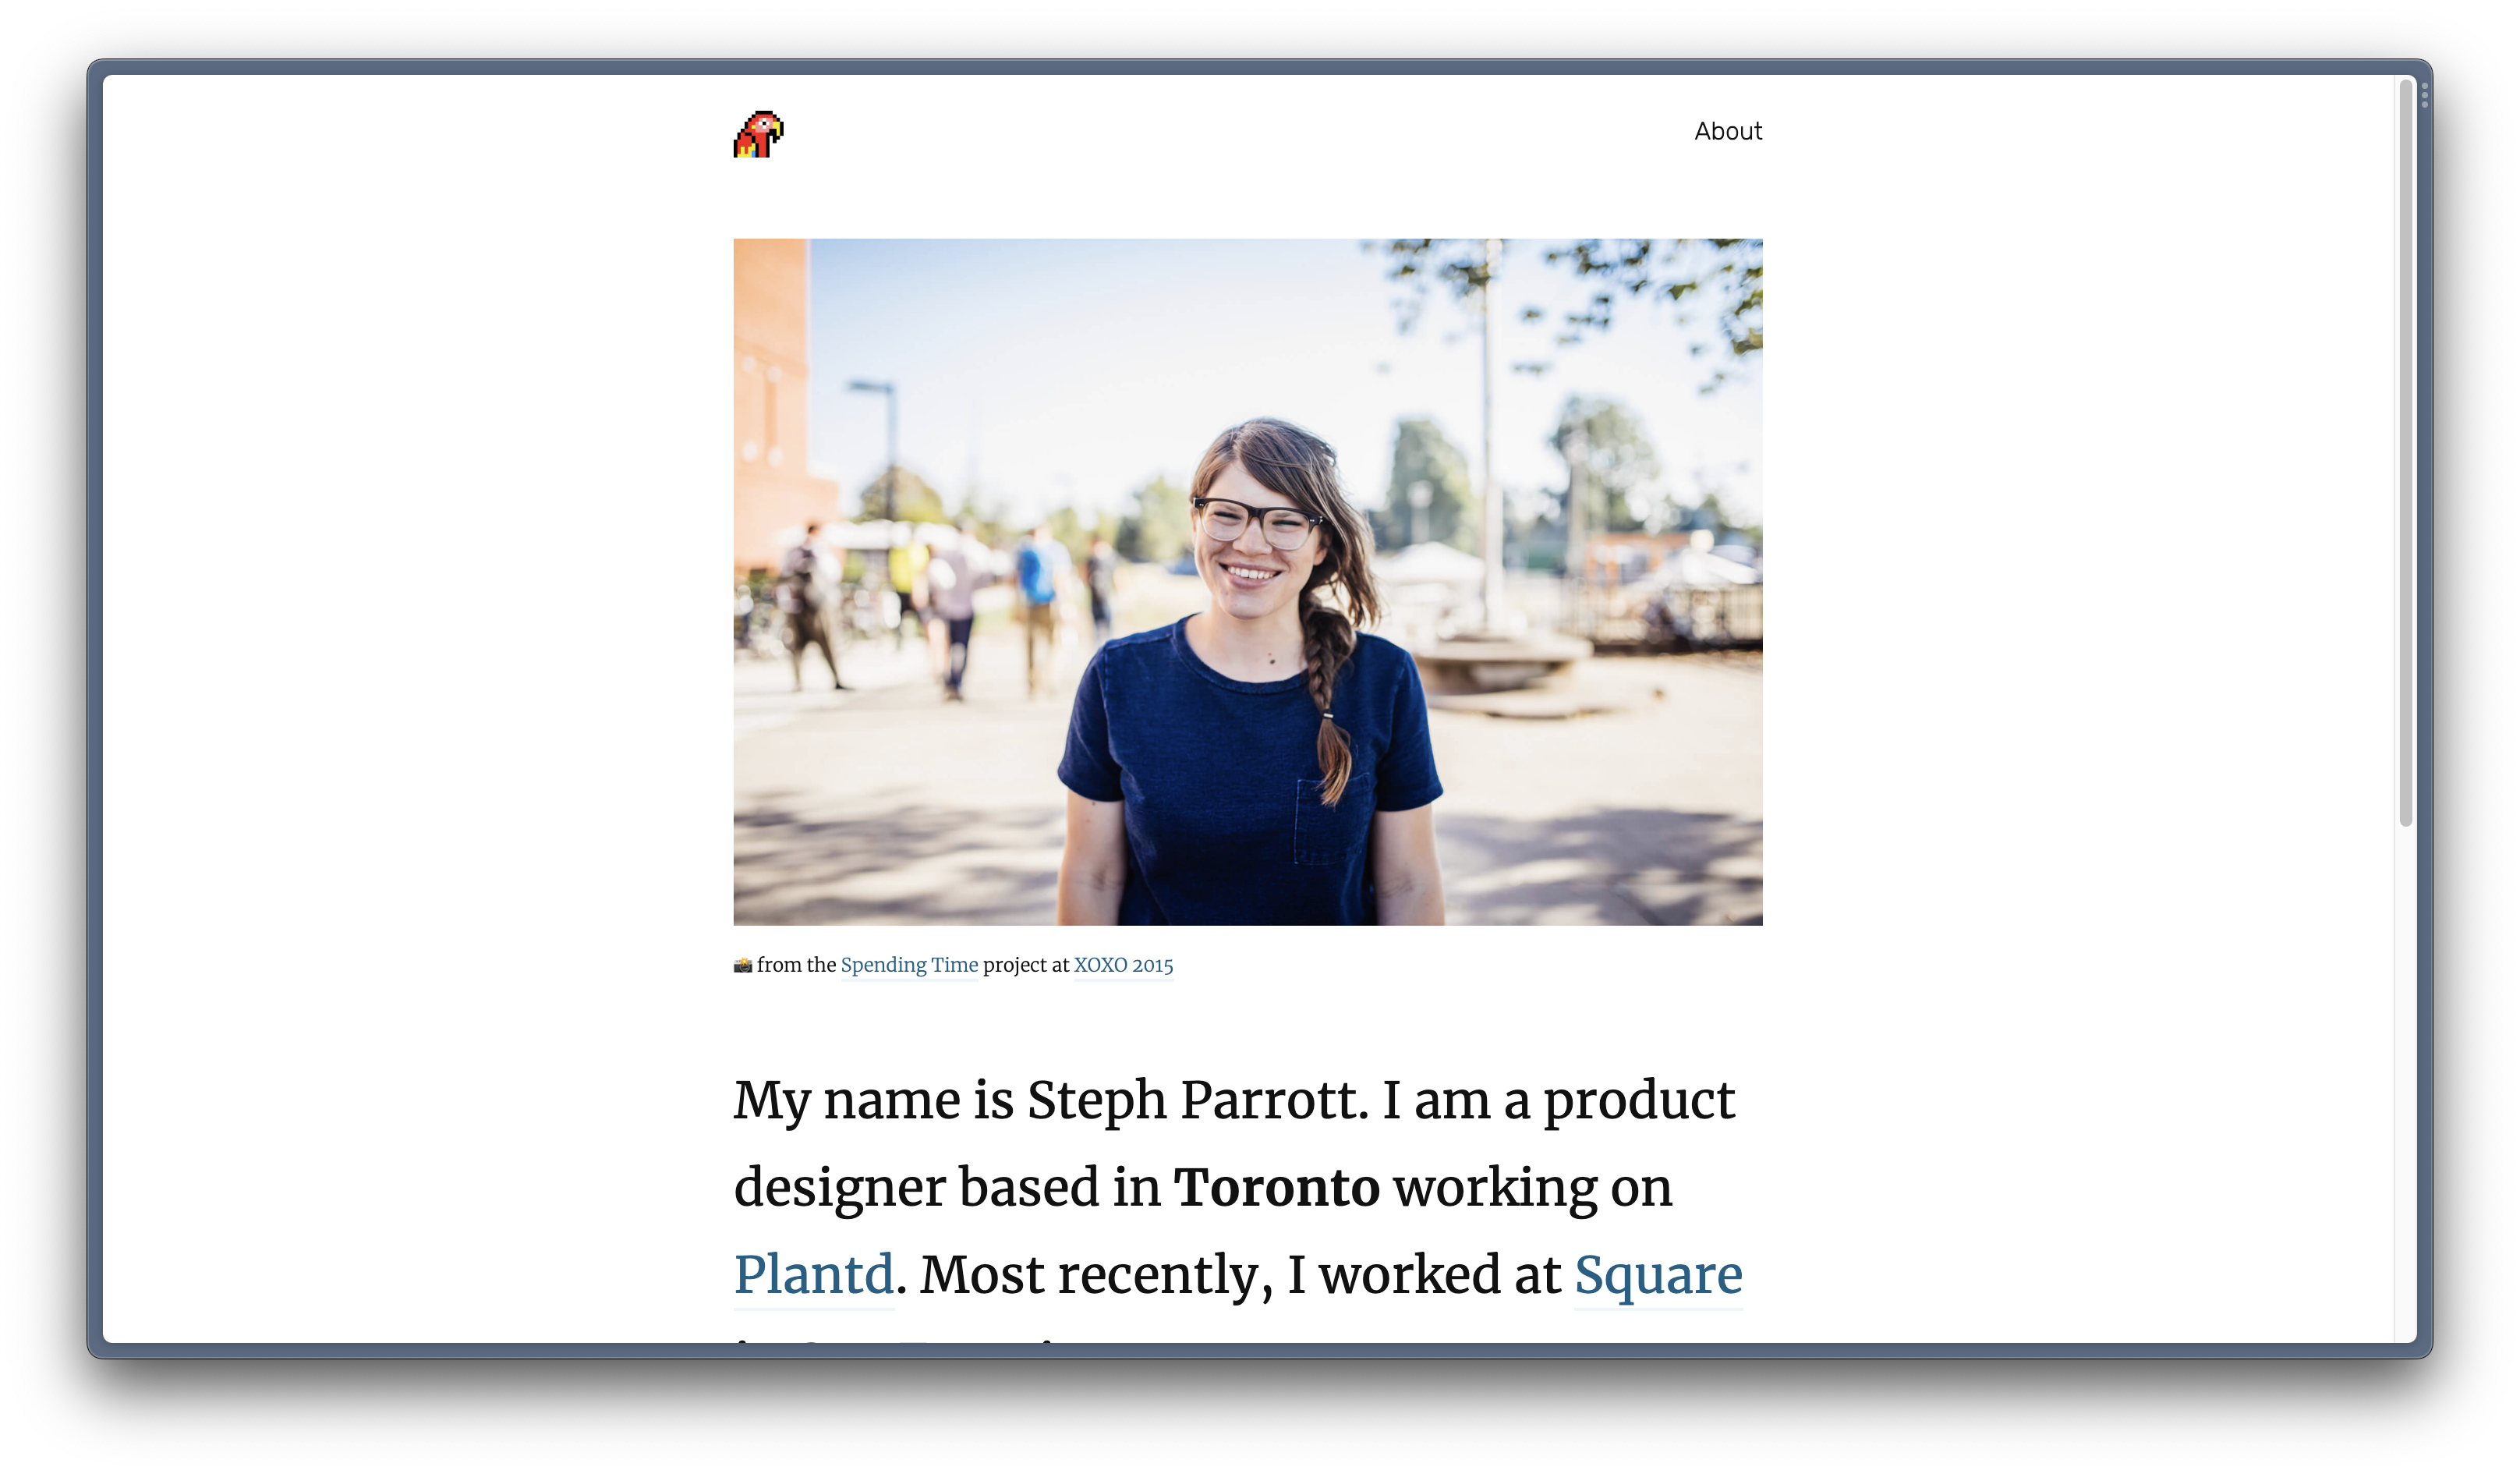 About
from the Spending Time project at XOXO 2015
My name is Steph Parrott. I am a product
designer based in Toronto working on
Plantd. Most recently, I worked at Square